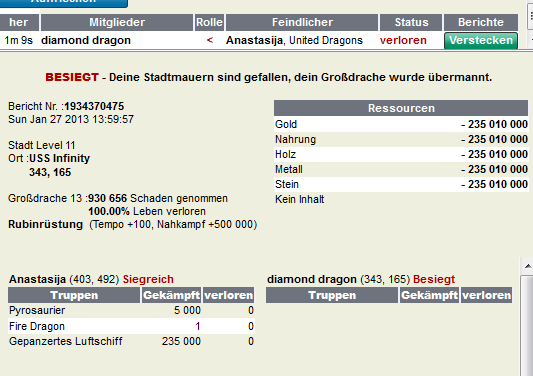 Auffrischen
her Mitglieder Rolle Feindlicher Status Berichte
1m 9s diamond dragon < Anastasija, United Dragons verloren Verstecken
BESIEGT - Deine Stadtmauern sind gefallen, dein Großdrache wurde übermannt.
Bericht Nr. :1934370475
Sun Jan 27 2013 13:59:57
Stadt Level 11
Ort :USS Infinity
343, 165
Großdrache 13 :930 656 Schaden genommen
100.00% Leben verloren
Rubinrüstung (Tempo +100, Nahkampf +500 000)
Ressourcen
Gold - 235 010 000
Nahrung - 235 010 000
Holz - 235 010 000
Metall - 235 010 000
Stein - 235 010 000
Kein Inhalt
Anastasija (403, 492) Siegreich
Truppen Gekämpft verloren
Pyrosaurier 5 000 0
Fire Dragon 1 0
Gepanzertes Luftschiff 235 000 0
diamond dragon (343, 165) Besiegt
Truppen Gekämpft verloren